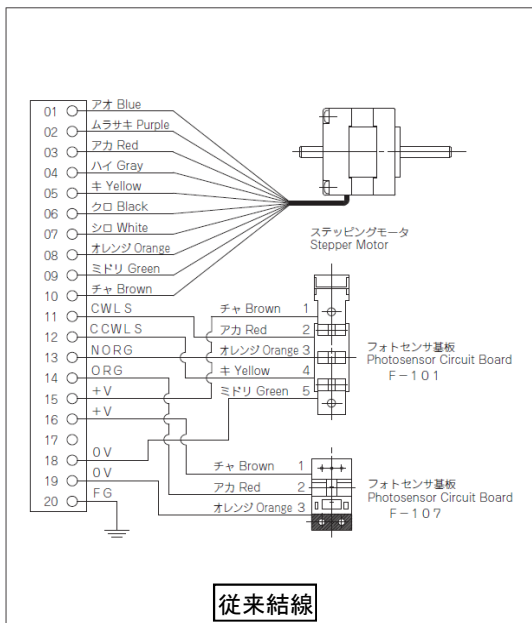 01 アオ Blue
02 ムラサキ Purple
03 アカ Red
04 ハイ Gray
05 キ Yellow
06 クロ Black
07 シロ White
08 オレンジ Orange
09 ミドリ Green
10 チャ Brown
11 CWLS
12 CCWLS
13 NORG
14 ORG
15 +V
16 +V
17
18 0V
19 0V
20 FG
ステッピングモータ
Stepper Motor
チャ Brown 1
アカ Red 2
オレンジ Orange 3
キ Yellow 4
ミドリ Green 5
フォトセンサ基板
Photosensor Circuit Board
F-101
チャ Brown 1
アカ Red 2
オレンジ Orange 3
フォトセンサ基板
Photosensor Circuit Board
F-107
従来結線